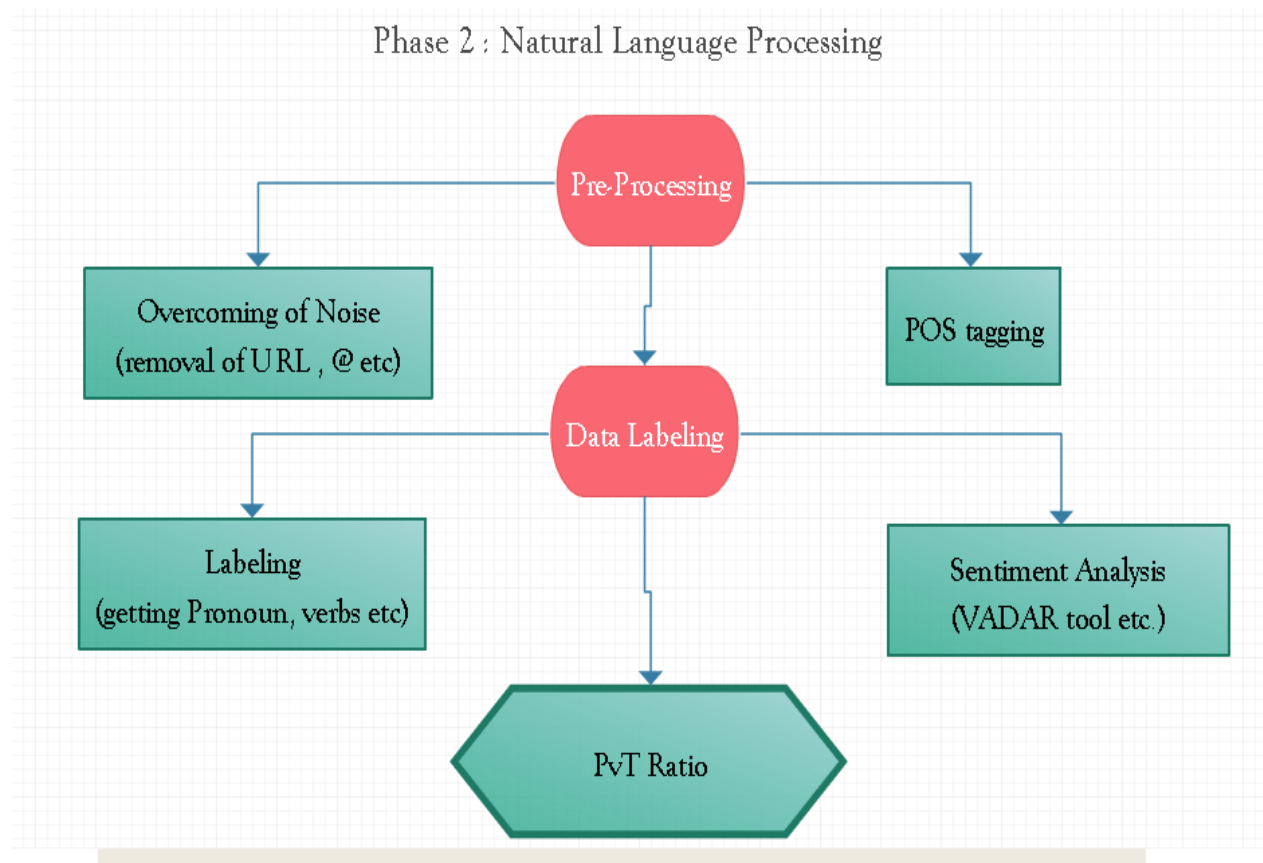 Phase 2 : Natural Language Processing
Pre-Processing
Overcoming of Noise
(removal of URL , @ etc)
POS tagging
Data Labeling
Labeling
(getting Pronoun, verbs etc)
Sentiment Analysis
(VADAR tool etc.)
PvT Ratio